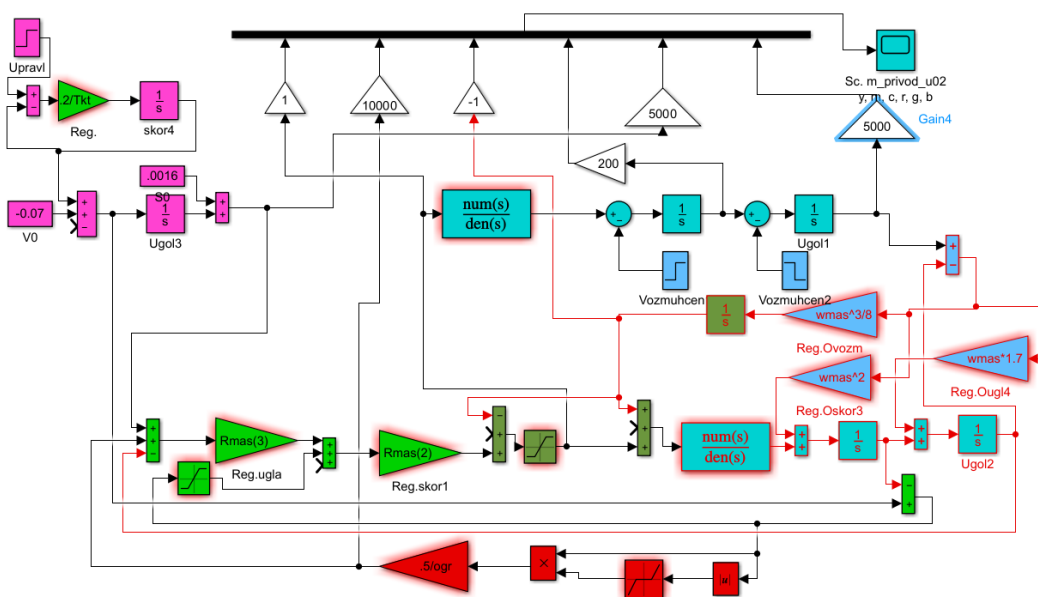 Upravl
2/Tkt
Reg.
1
s
skor4
1
10000
-1
5000
Sc. m_privod_u02
y, m, c, r, g, b
5000
Gain4
200
.0016
S0
-0.07
V0
1
s
Ugol3
num(s)
den(s)
1
s
1
s
Ugol1
Vozmuhcen
Vozmuhcen2
1
s
wmas^3/8
Reg.Ovozm
wmas^2
Reg.Oskor3
wmas*1.7
Reg.Ougl4
Rmas(3)
Reg.ugla
Rmas(2)
Reg.skor1
num(s)
den(s)
1
s
1
s
Ugol2
.5/ogr
×
|u|